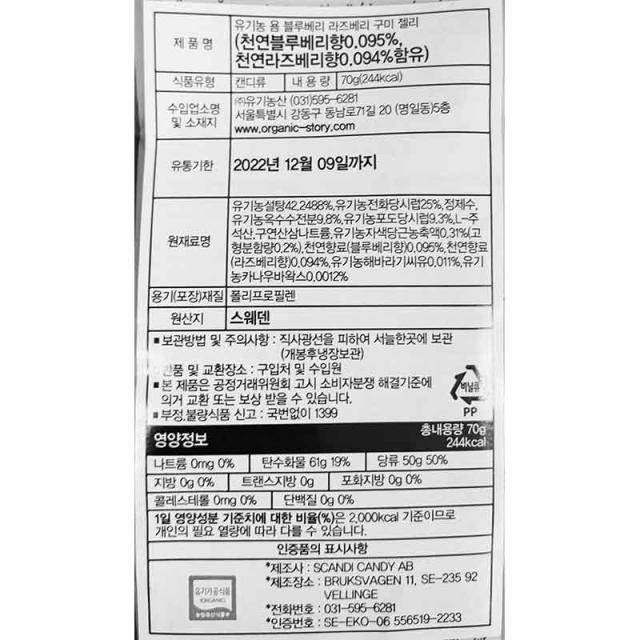 제 품 명
유기농 욤 블루베리 라즈베리 구미 젤리
(천연블루베리향0.095%,
천연라즈베리향0.094%함유)
식품유형 캔디류 내 용 량 70g(244kcal)
수입업소명
및 소재지
㈜유기농산 (031)595-6281
서울특별시 강동구 동남로71길 20 (명일동)5층
www.organic-story.com
유통기한 2022년 12월 09일까지
원재료명
유기농설탕42.2488%,유기농전화당시럽25%,정제수,
유기농옥수수전분9.8%,유기농포도당시럽9.3%,L-주
석산,구연산삼나트륨,유기농자색당근농축액0.31%(고
형분함량0.2%),천연향료(블루베리향)0.095%,천연향료
(라즈베리향)0.094%,유기농해바라기씨유0.011%,유기
농카나우바왁스0.0012%
용기(포장)재질 폴리프로필렌
원산지 스웨덴
■보관방법 및 주의사항 : 직사광선을 피하여 서늘한곳에 보관
(개봉후냉장보관)
반품 및 교환장소 : 구입처 및 수입원
■본 제품은 공정거래위원회 고시 소비자분쟁 해결기준에
의거 교환 또는 보상 받을 수 있습니다.
■부정.불량식품 신고 : 국번없이 1399
비닐류
PP
영양정보
총내용량 70g
244kcal
나트륨 0mg 0% 탄수화물 61g 19% 당류 50g 50%
지방 0g 0% 트랜스지방 0g 포화지방 0g 0%
콜레스테롤 0mg 0% 단백질 0g 0%
1일 영양성분 기준치에 대한 비율(%)은 2,000kcal 기준이므로
개인의 필요 열량에 따라 다를 수 있습니다.
인증품의 표시사항
유기가공식품
(ORGANIC)
농림축산식품부
*제조사 : SCANDI CANDY AB
*제조장소 : BRUKSVAGEN 11, SE-235 92
VELLINGE
*전화번호 : 031-595-6281
*인증번호 : SE-EKO-06 556519-2233